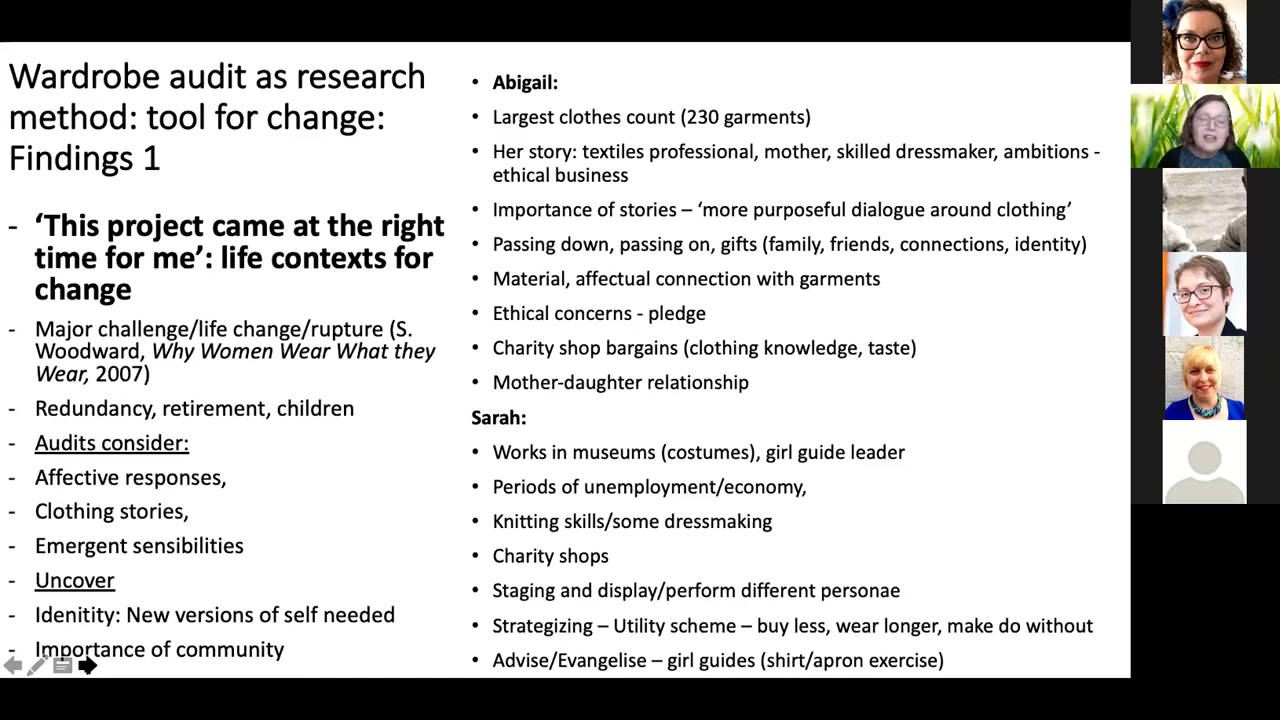 Wardrobe audit as research
method: tool for change:
Findings 1
- ‘This project came at the right
time for me’: life contexts for
change
- Major challenge/life change/rupture (S.
Woodward, Why Women Wear What they
Wear, 2007)
- Redundancy, retirement, children
- Audits consider:
- Affective responses,
- Clothing stories,
- Emergent sensibilities
- Uncover
- Idenitity: New versions of self needed
- Importance of community
• Abigail:
• Largest clothes count (230 garments)
• Her story: textiles professional, mother, skilled dressmaker, ambitions -
ethical business
• Importance of stories – ‘more purposeful dialogue around clothing’
• Passing down, passing on, gifts (family, friends, connections, identity)
• Material, affectual connection with garments
• Ethical concerns - pledge
• Charity shop bargains (clothing knowledge, taste)
• Mother-daughter relationship
Sarah:
• Works in museums (costumes), girl guide leader
• Periods of unemployment/economy,
• Knitting skills/some dressmaking
• Charity shops
• Staging and display/perform different personae
• Strategizing – Utility scheme – buy less, wear longer, make do without
• Advise/Evangelise – girl guides (shirt/apron exercise)